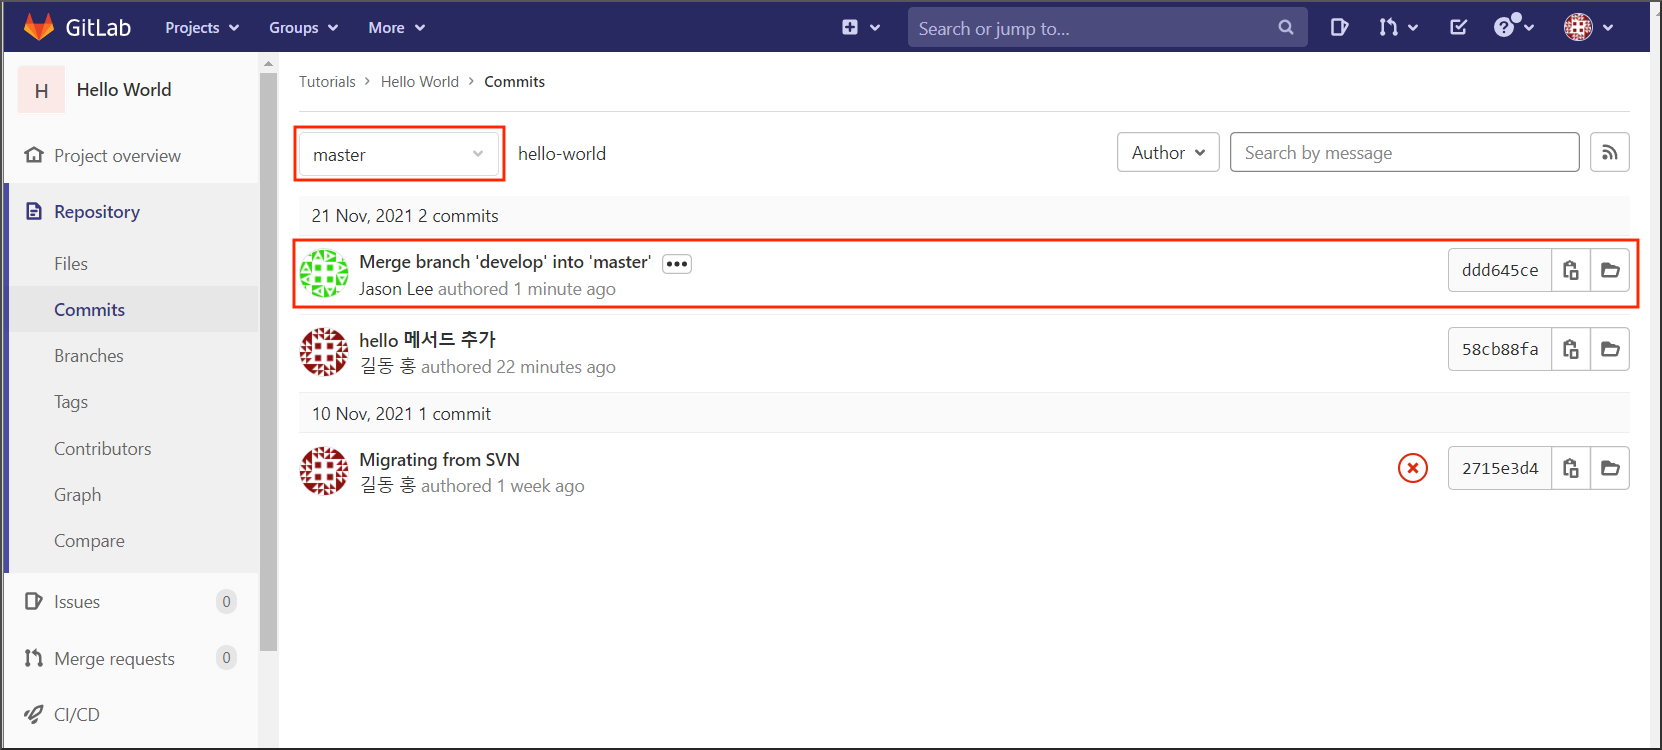 GitLab Projects Groups More Search or jump to...
H Hello World
Project overview
Repository
Files
Commits
Branches
Tags
Contributors
Graph
Compare
Issues 0
Merge requests 0
CI/CD
Tutorials > Hello World > Commits
master hello-world Author Search by message
21 Nov, 2021 2 commits
Merge branch 'develop' into 'master' •••
Jason Lee authored 1 minute ago
ddd645ce
hello 메서드 추가
길동 홍 authored 22 minutes ago
58cb88fa
10 Nov, 2021 1 commit
Migrating from SVN
길동 홍 authored 1 week ago
2715e3d4